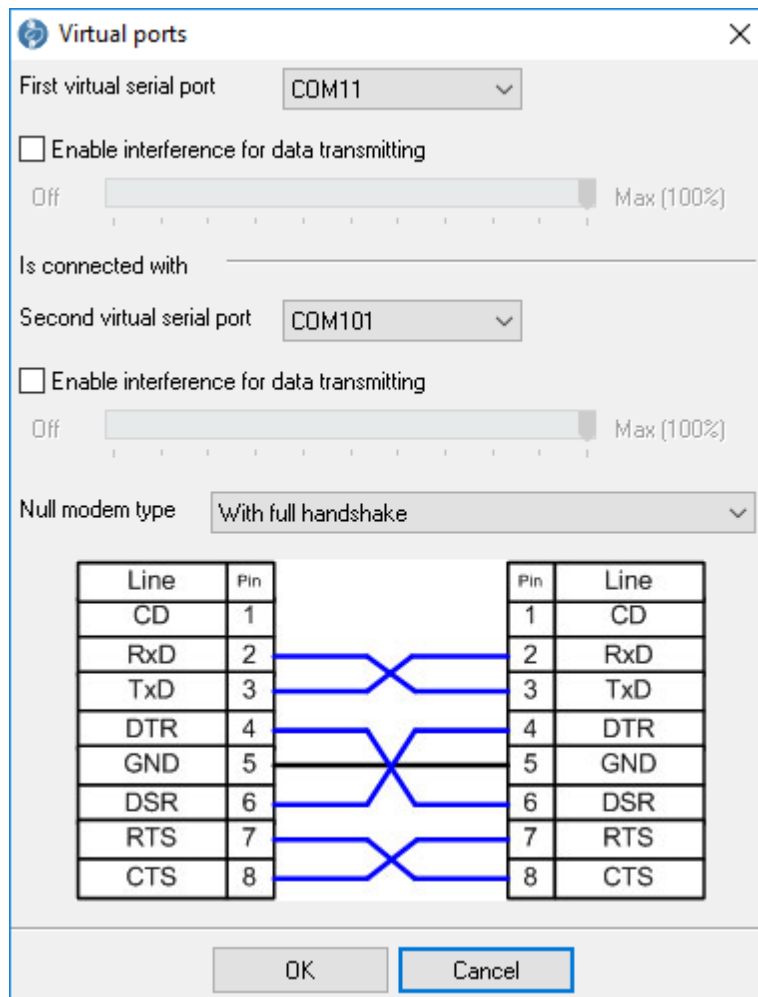 Virtual ports
First virtual serial port COM11
Enable interference for data transmitting
Off Max (100%)
Is connected with
Second virtual serial port COM101
Enable interference for data transmitting
Off Max (100%)
Null modem type With full handshake
Line Pin Pin Line
CD 1 1 CD
RxD 2 2 RxD
TxD 3 3 TxD
DTR 4 4 DTR
GND 5 5 GND
DSR 6 6 DSR
RTS 7 7 RTS
CTS 8 8 CTS
OK Cancel